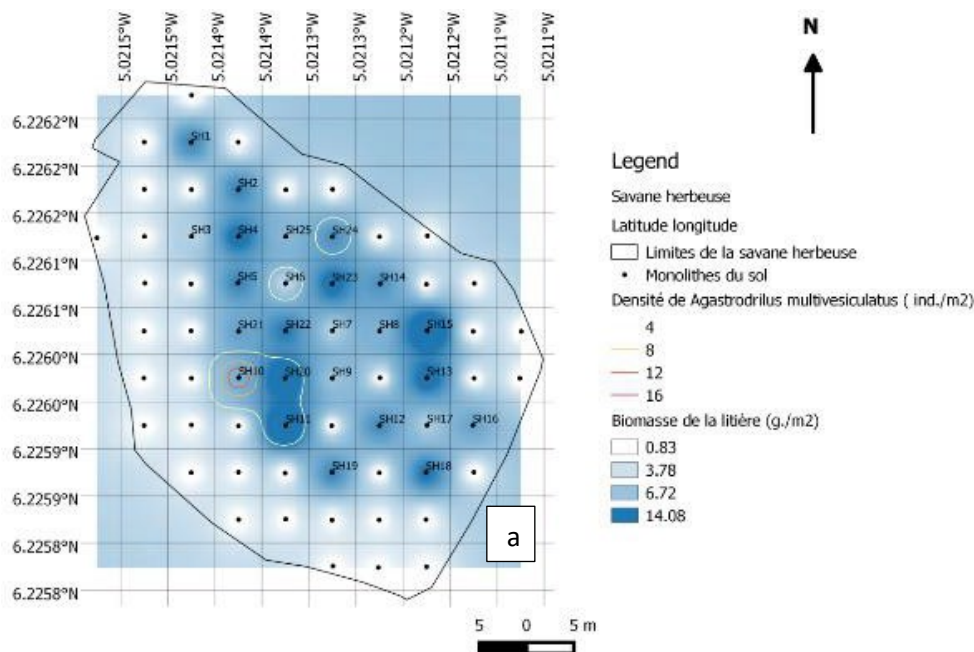 5.0215°W
5.0215°W
5.0214°W
5.0214°W
5.0213°W
5.0213°W
5.0212°W
5.0212°W
5.0211°W
5.0211°W
N
6.2262°N
6.2262°N
6.2262°N
6.2261°N
6.2261°N
6.2260°N
6.2260°N
6.2259°N
6.2259°N
6.2258°N
6.2258°N
SH1
SH2
SH3 SH4 SH25 SH24
SH5 SH6 SH23 SH14
SH21 SH22 SH7 SH8 SH15
SH10 SH20 SH9 SH13
SH11 SH12 SH17 SH16
SH19 SH18
a
5 0 5 m
Legend
Savane herbeuse
Latitude longitude
Limites de la savane herbeuse
Monolithes du sol
Densité de Agastrodrilus multivesiculatus ( ind./m2)
4
8
12
16
Biomasse de la litière (g./m2)
0.83
3.78
6.72
14.08